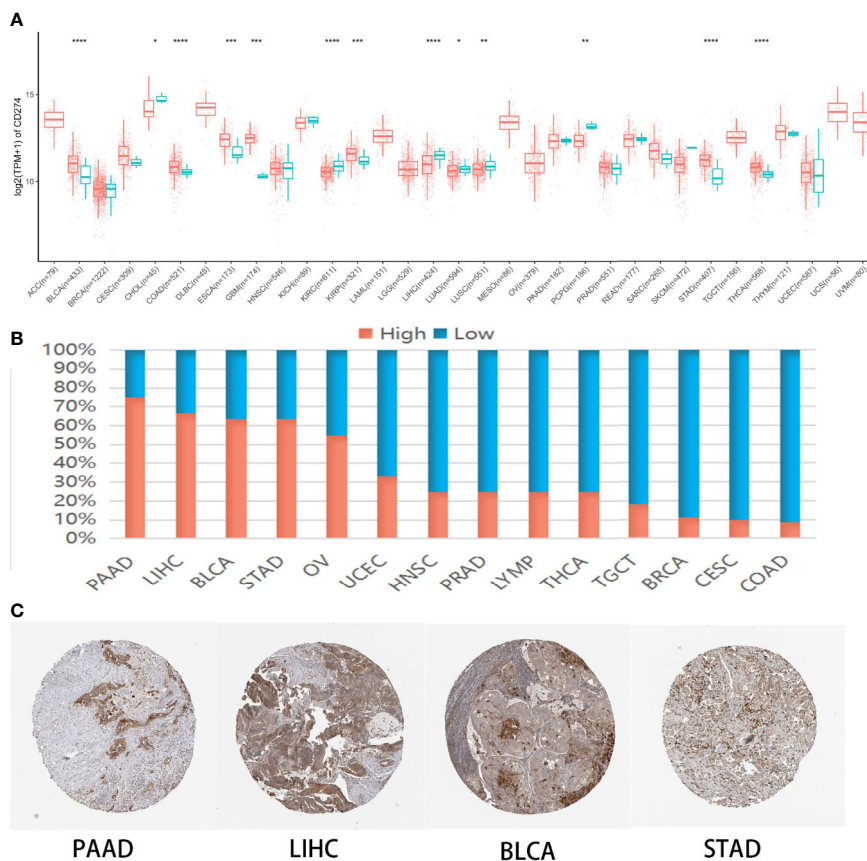 A
**** * **** *** *** **** *** **** * ** ** **** ****
log2(TPM+1) of CD274
15
10
ACC(n=79) BLCA(n=433) BRCA(n=1222) CESC(n=309) CHOL(n=45) COAD(n=521) DLBC(n=48) ESCA(n=173) GBM(n=174) HNSC(n=546) KICH(n=89) KIRC(n=611) KIRP(n=321) LAML(n=151) LGG(n=529) LIHC(n=424) LUAD(n=594) LUSC(n=551) MESO(n=86) OV(n=379) PAAD(n=182) PCPG(n=186) PRAD(n=551) READ(n=177) SARC(n=265) SKCM(n=472) STAD(n=407) TGCT(n=156) THCA(n=568) THYM(n=121) UCEC(n=587) UCS(n=56) UVM(n=80)
B
High Low
100%
90%
80%
70%
60%
50%
40%
30%
20%
10%
0%
PAAD LIHC BLCA STAD OV UCEC HNSC PRAD LYMP THCA TGCT BRCA CESC COAD
C
PAAD LIHC BLCA STAD